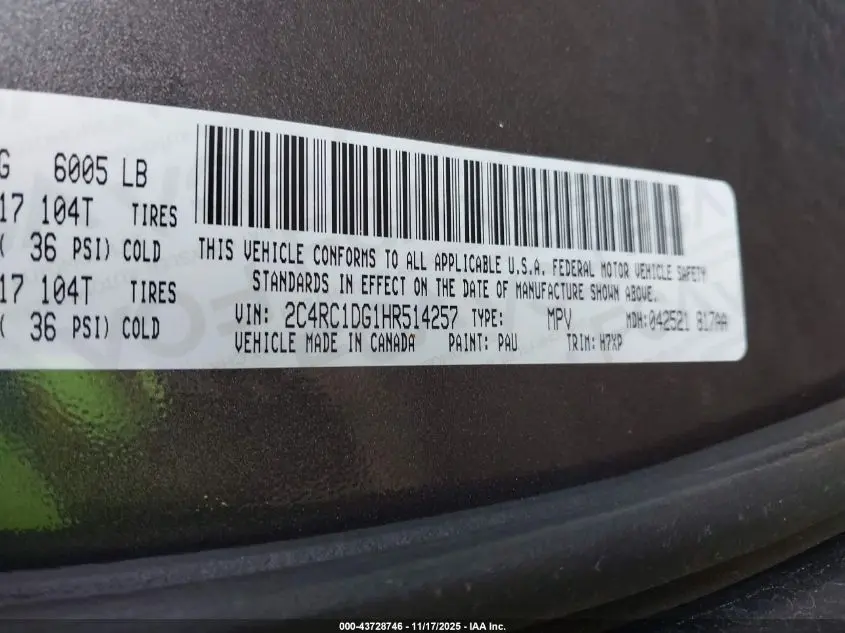 G 6005 LB
17 104T TIRES
( 36 PSI) COLD
17 104T TIRES
( 36 PSI) COLD
THIS VEHICLE CONFORMS TO ALL APPLICABLE U.S.A. FEDERAL MOTOR VEHICLE SAFETY
STANDARDS IN EFFECT ON THE DATE OF MANUFACTURE SHOWN ABOVE.
VIN: 2C4RC1DG1HR514257 TYPE: MPV MDH:042521 817AA
VEHICLE MADE IN CANADA PAINT: PAU TRIM: H7XP
000-43728746 - 11/17/2025 - IAA Inc.